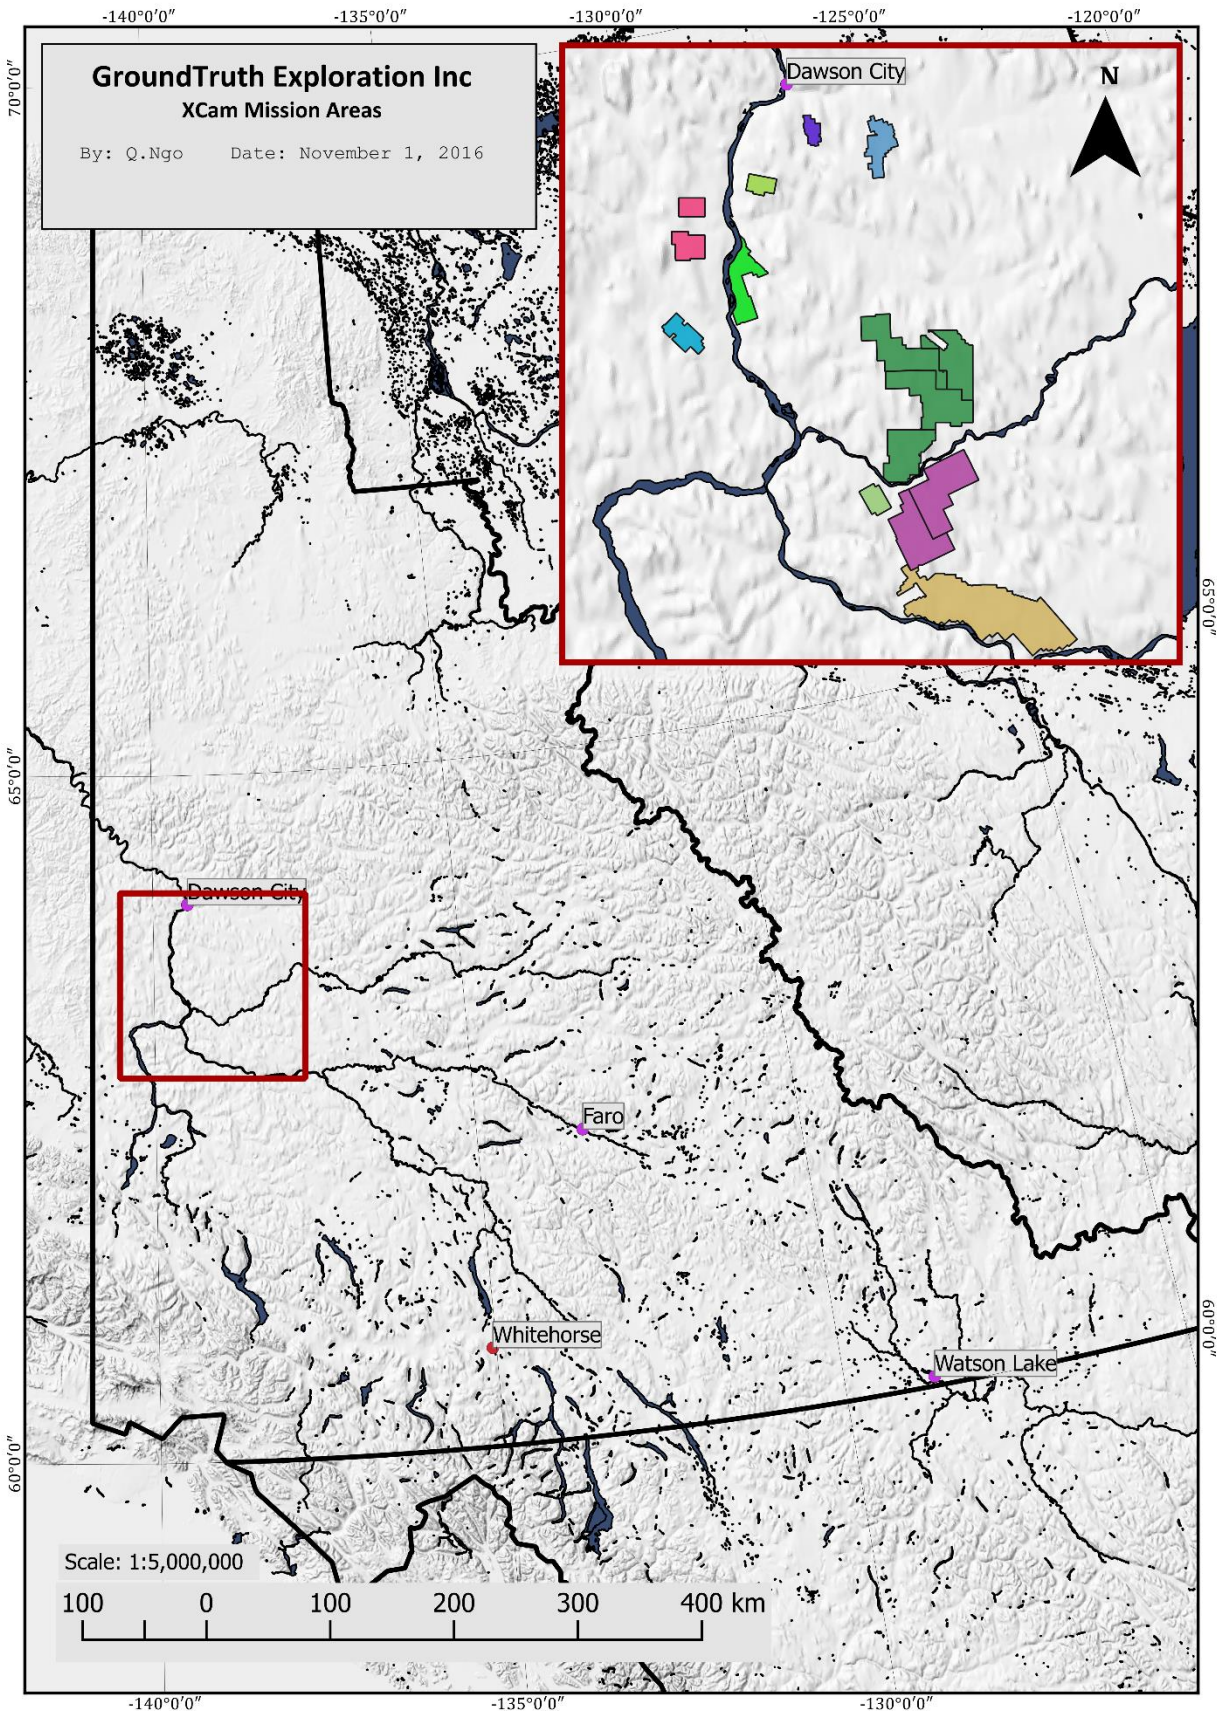 -140°0′0″ -135°0′0″ -130°0′0″ -125°0′0″ -120°0′0″
70°0′0″
GroundTruth Exploration Inc
XCam Mission Areas
By: Q.Ngo Date: November 1, 2016
Dawson City
N
65°0′0″
65°0′0″
Dawson City
Faro
60°0′0″
Whitehorse
Watson Lake
60°0′0″
Scale: 1:5,000,000
100 0 100 200 300 400 km
-140°0′0″ -135°0′0″ -130°0′0″